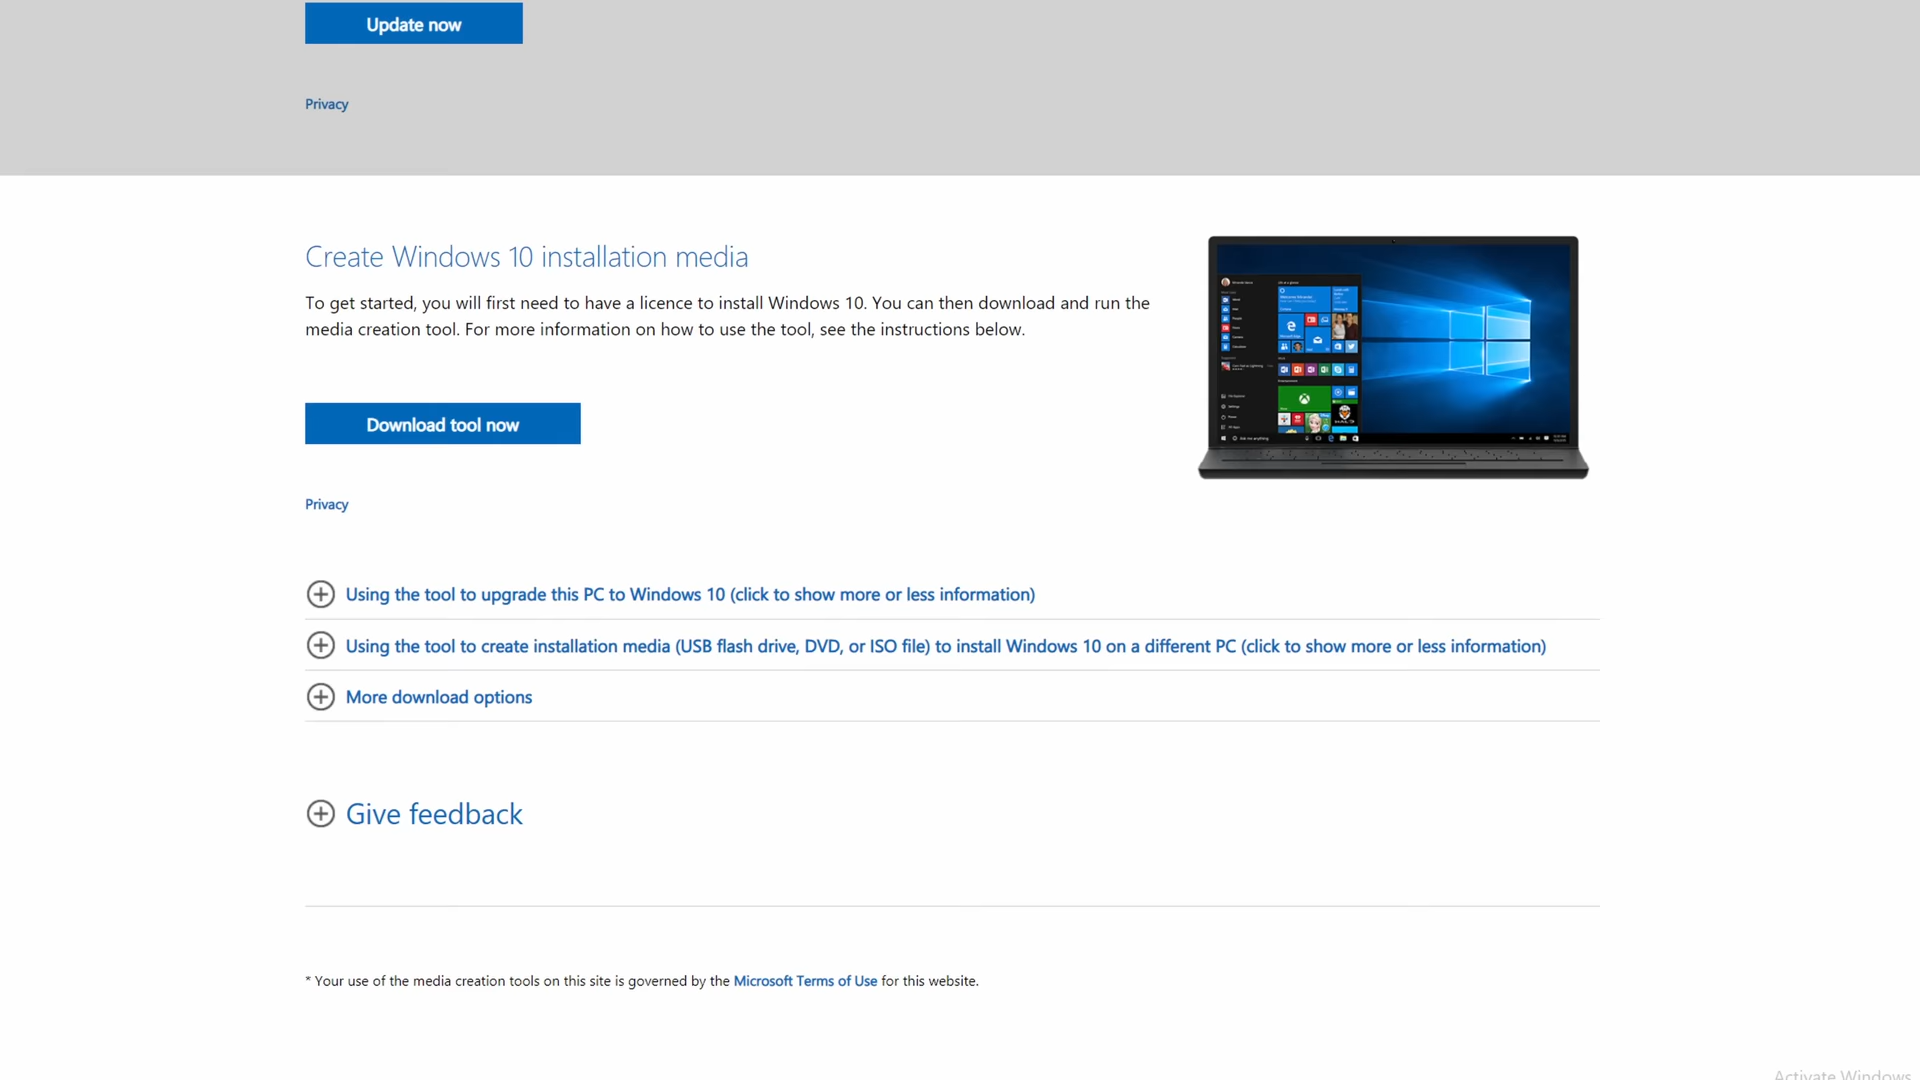 Update now
Privacy
Create Windows 10 installation media
To get started, you will first need to have a licence to install Windows 10. You can then download and run the
media creation tool. For more information on how to use the tool, see the instructions below.
Download tool now
Privacy
Using the tool to upgrade this PC to Windows 10 (click to show more or less information)
Using the tool to create installation media (USB flash drive, DVD, or ISO file) to install Windows 10 on a different PC (click to show more or less information)
More download options
Give feedback
* Your use of the media creation tools on this site is governed by the Microsoft Terms of Use for this website.
Activate Windows